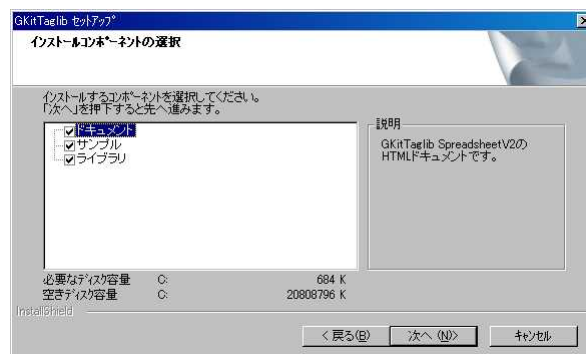 GKitTaglib セットアップ
インストールコンポーネントの選択
インストールするコンポーネントを選択してください。
「次へ」を押下すると先へ進みます。
ドキュメント
サンプル
ライブラリ
説明
GKitTaglib SpreadsheetV2の
HTMLドキュメントです。
必要なディスク容量 C: 684 K
空きディスク容量 C: 20808796 K
InstallShield
< 戻る(B) 次へ (N)> キャンセル